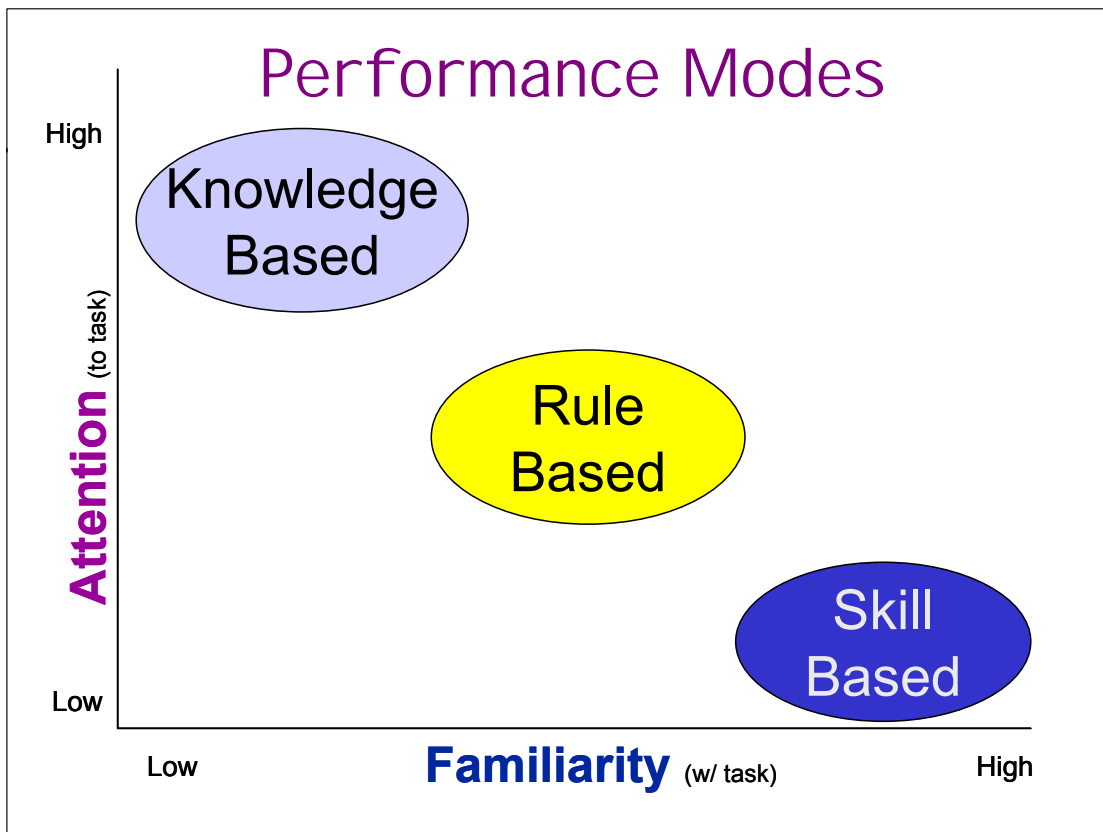 Performance Modes
High
Knowledge
Based
Attention (to task)
Rule
Based
Skill
Based
Low
Low
Familiarity (w/ task)
High